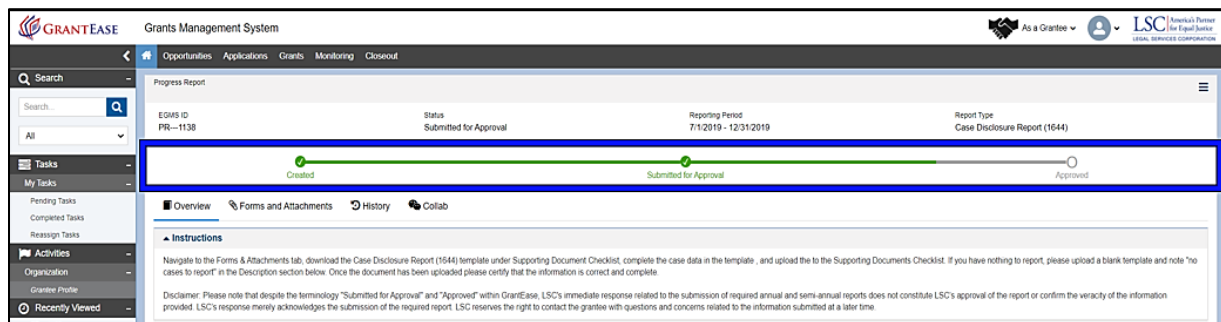 GRANTEASE
Grants Management System
As a Grantee
LSC America's Partner for Equal Justice
LEGAL SERVICES CORPORATION
Opportunities Applications Grants Monitoring Closeout
Search
Search...
All
Tasks
My Tasks
Pending Tasks
Completed Tasks
Reassign Tasks
Activities
Organization
Grantee Profile
Recently Viewed
Progress Report
EGMS ID Status Reporting Period Report Type
PR---1138 Submitted for Approval 7/1/2019 - 12/31/2019 Case Disclosure Report (1644)
Created Submitted for Approval Approved
Overview Forms and Attachments History Collab
Instructions
Navigate to the Forms & Attachments tab, download the Case Disclosure Report (1644) template under Supporting Document Checklist, complete the case data in the template , and upload the to the Supporting Documents Checklist. If you have nothing to report, please upload a blank template and note "no
cases to report" in the Description section below. Once the document has been uploaded please certify that the information is correct and complete.
Disclaimer: Please note that despite the terminology "Submitted for Approval" and "Approved" within GrantEase, LSC's immediate response related to the submission of required annual and semi-annual reports does not constitute LSC's approval of the report or confirm the veracity of the information
provided. LSC's response merely acknowledges the submission of the required report. LSC reserves the right to contact the grantee with questions and concerns related to the information submitted at a later time.